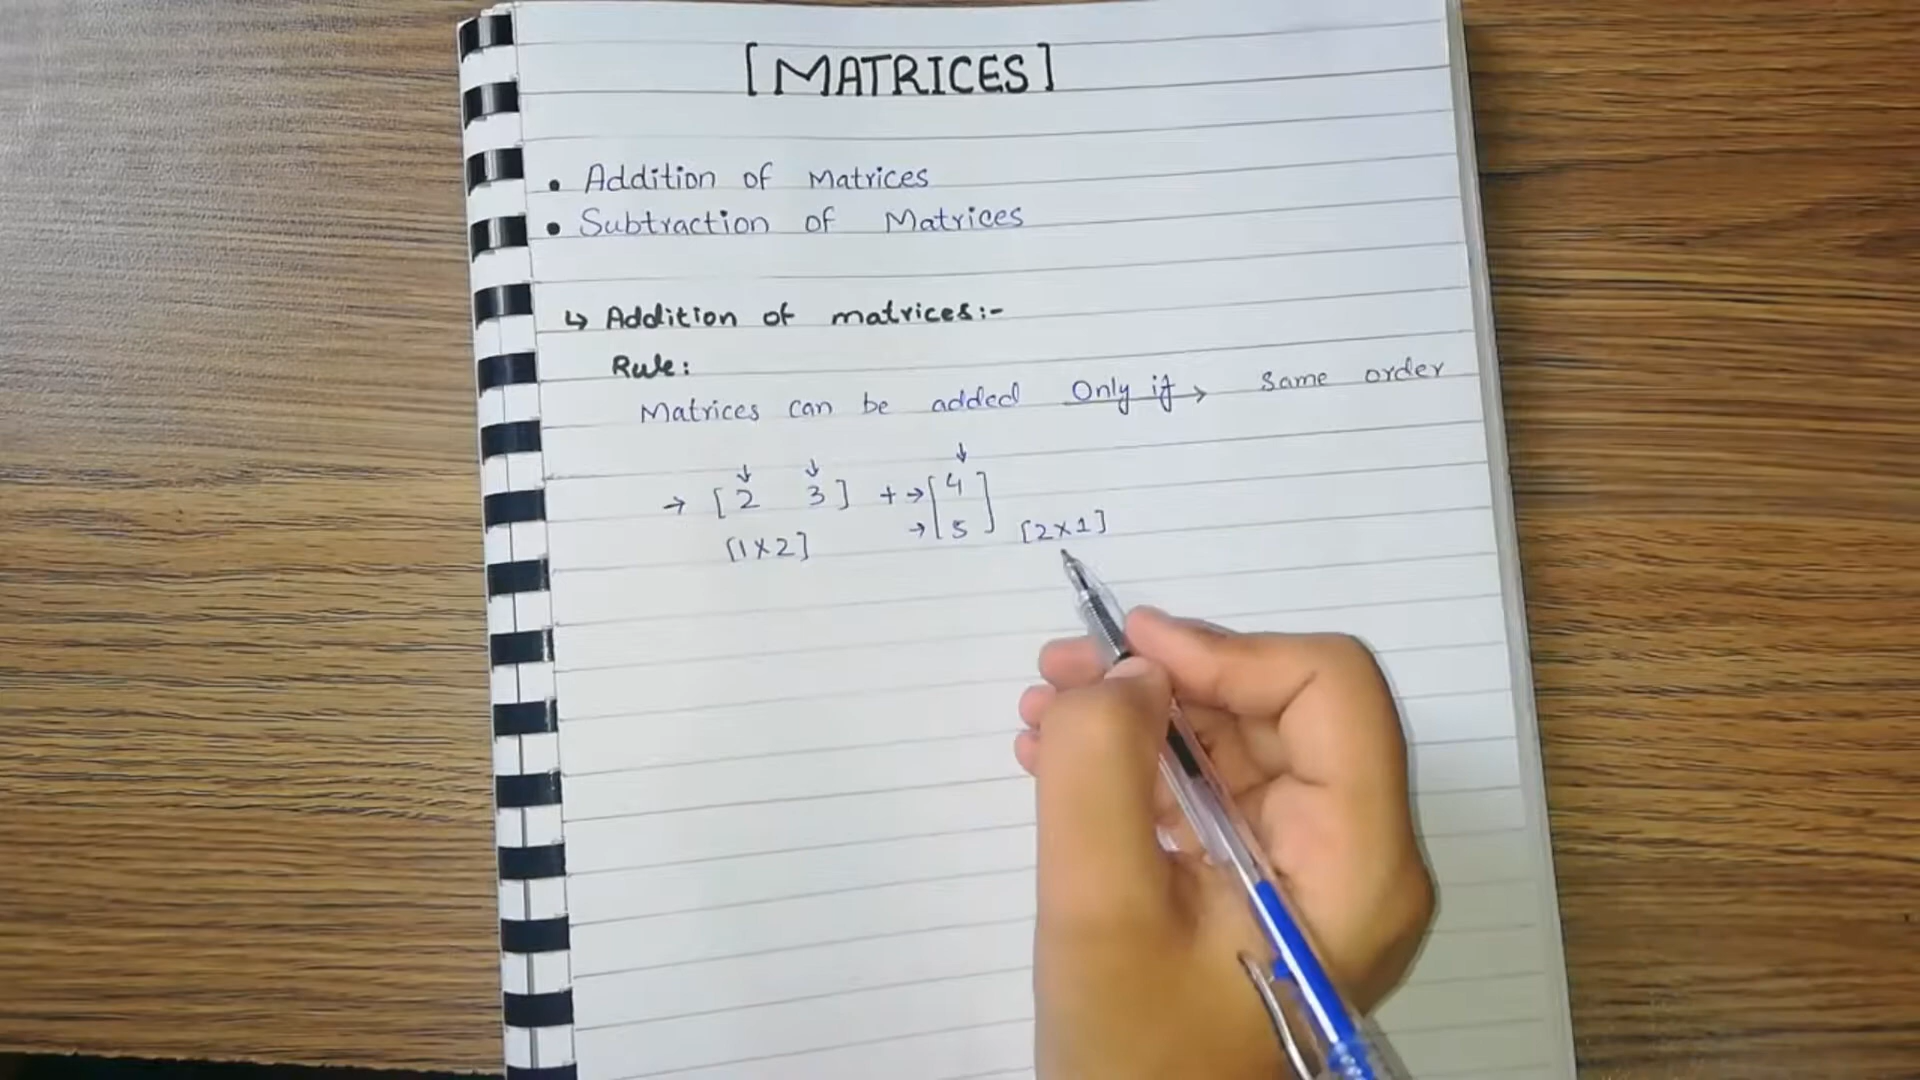 [MATRICES]
• Addition of Matrices
• Subtraction of Matrices
↳ Addition of matrices:-
Rule:
Matrices can be added Only if → Same order
↓ ↓ ↓
→ [2 3] + → [4
→ 5]
[1×2] [2×1]